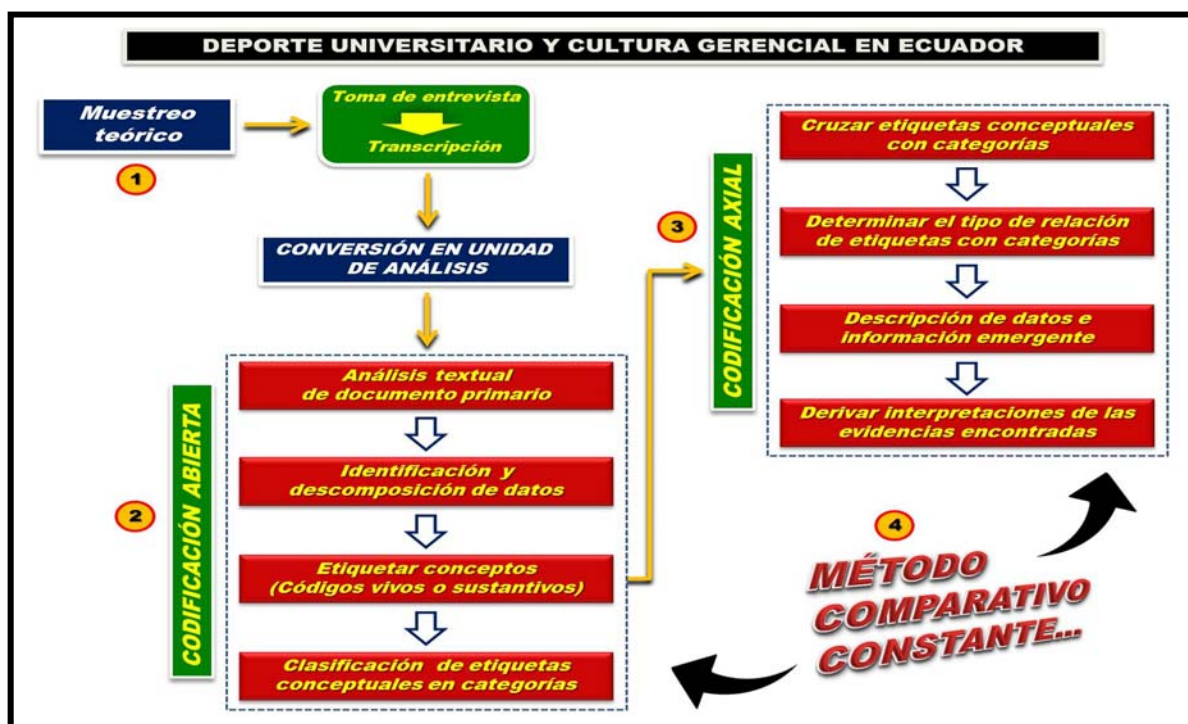 DEPORTE UNIVERSITARIO Y CULTURA GERENCIAL EN ECUADOR
Muestreo
teórico
1
Toma de entrevista
Transcripción
CONVERSIÓN EN UNIDAD
DE ANÁLISIS
CODIFICACIÓN ABIERTA
2
Análisis textual
de documento primario
Identificación y
descomposición de datos
Etiquetar conceptos
(Códigos vivos o sustantivos)
Clasificación de etiquetas
conceptuales en categorías
3
CODIFICACIÓN AXIAL
Cruzar etiquetas conceptuales
con categorías
Determinar el tipo de relación
de etiquetas con categorías
Descripción de datos e
información emergente
Derivar interpretaciones de las
evidencias encontradas
4
MÉTODO
COMPARATIVO
CONSTANTE...